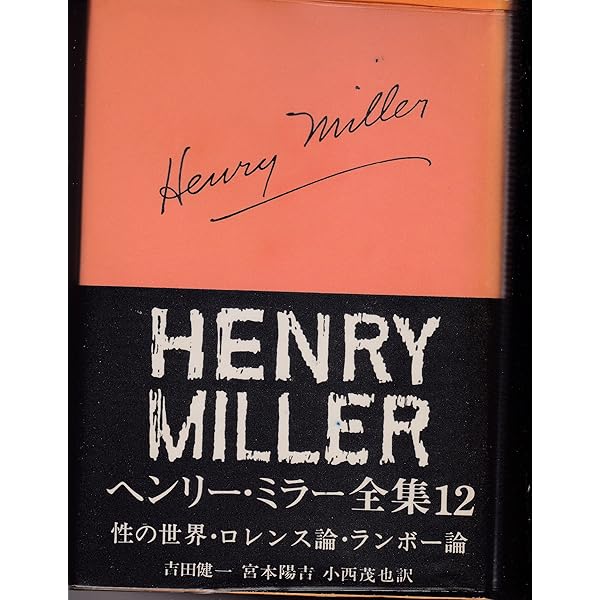 Henry Miller
HENRY
MILLER
ヘンリー・ミラー全集12
性の世界・ロレンス論・ランボー論
吉田健一 宮本陽吉 小西茂也訳